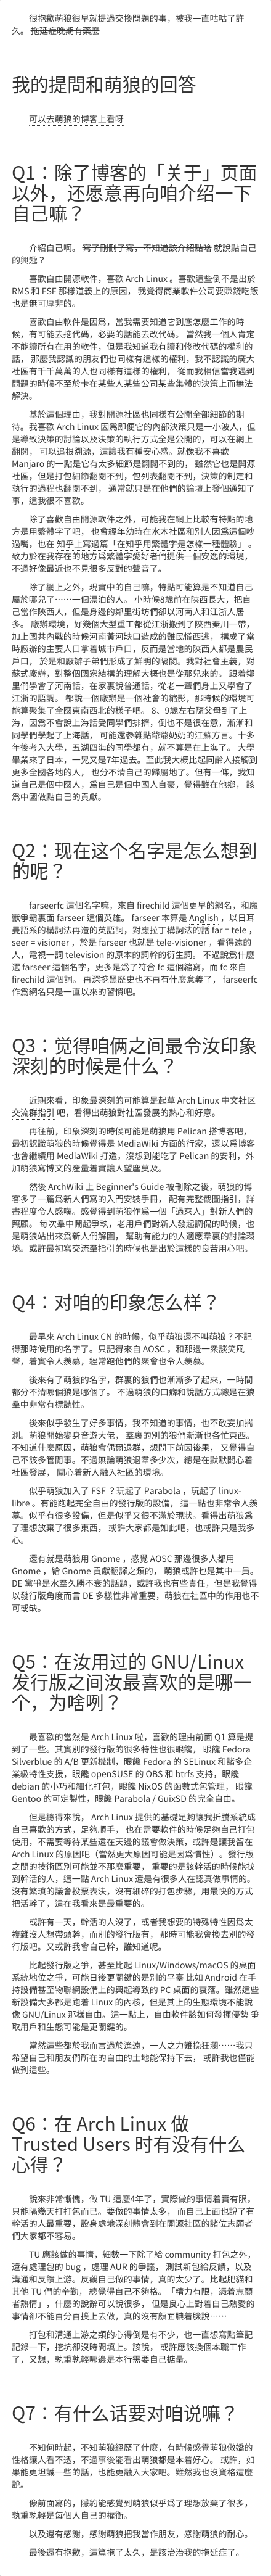 很抱歉萌狼很早就提過交換問題的事，被我一直咕咕了許
久。 拖延症晚期有藥麼
我的提問和萌狼的回答
可以去萌狼的博客上看呀
Q1：除了博客的「关于」页面
以外，还愿意再向咱介绍一下
自己嘛？
介紹自己啊。 寫了刪刪了寫，不知道該介紹點啥 就說點自己
的興趣？
喜歡自由開源軟件，喜歡 Arch Linux 。喜歡這些倒不是出於
RMS 和 FSF 那樣道義上的原因， 我覺得商業軟件公司要賺錢吃飯
也是無可厚非的。
喜歡自由軟件是因爲，當我需要知道它到底怎麼工作的時
候，有可能去挖代碼，必要的話能去改代碼。 當然我一個人肯定
不能讀所有在用的軟件，但是我知道我有讀和修改代碼的權利的
話， 那麼我認識的朋友們也同樣有這樣的權利，我不認識的廣大
社區有千千萬萬的人也同樣有這樣的權利， 從而我相信當我遇到
問題的時候不至於卡在某些人某些公司某些集體的決策上而無法
解決。
基於這個理由，我對開源社區也同樣有公開全部細節的期
待。我喜歡 Arch Linux 因爲即便它的內部決策只是一小波人，但
是導致決策的討論以及決策的執行方式全是公開的，可以在網上
翻閱， 可以追根溯源，這讓我有種安心感。就像我不喜歡
Manjaro 的一點是它有太多細節是翻閱不到的， 雖然它也是開源
社區，但是打包細節翻閱不到，包列表翻閱不到，決策的制定和
執行的過程也翻閱不到， 通常就只是在他們的論壇上發個通知了
事，這我很不喜歡。
除了喜歡自由開源軟件之外，可能我在網上比較有特點的地
方是用繁體字了吧， 也曾經年幼時在水木社區和別人因爲這個吵
過嘴，也在 知乎上寫過篇「在知乎用繁體字是怎樣一種體驗」 。
致力於在我存在的地方爲繁體字愛好者們提供一個安逸的環境，
不過好像最近也不見很多反對的聲音了。
除了網上之外，現實中的自己嘛，特點可能算是不知道自己
屬於哪兒了……一個漂泊的人。 小時候8歲前在陝西長大，把自
己當作陝西人，但是身邊的鄰里街坊們卻以河南人和江浙人居
多。 廠辦環境，好幾個大型重工都從江浙搬到了陝西秦川一帶，
加上國共內戰的時候河南黃河缺口造成的難民慌西逃， 構成了當
時廠辦的主要人口拿着城市戶口，反而是當地的陝西人都是農民
戶口， 於是和廠辦子弟們形成了鮮明的隔閡。我對社會主義，對
蘇式廠辦，對整個國家結構的理解大概也是從那兒來的。 跟着鄰
里們學會了河南話，在家裏說普通話，從老一輩們身上又學會了
江浙的語調。 都說一個廠辦是一個社會的縮影，那時候的環境可
能算聚集了全國東南西北的樣子吧。 8、9歲左右隨父母到了上
海，因爲不會說上海話受同學們排擠，倒也不是很在意，漸漸和
同學們學起了上海話， 可能還參雜點爺爺奶奶的江蘇方言。十多
年後考入大學，五湖四海的同學都有，就不算是在上海了。 大學
畢業來了日本，一晃又是7年過去。至此我大概比起同齡人接觸到
更多全國各地的人， 也分不清自己的歸屬地了。但有一條，我知
道自己是個中國人，爲自己是個中國人自豪，覺得雖在他鄉， 該
爲中國做點自己的貢獻。
Q2：现在这个名字是怎么想到
的呢？
farseerfc 這個名字嘛，來自 firechild 這個更早的網名，和魔
獸爭霸裏面 farseer 這個英雄。 farseer 本算是 Anglish ，以日耳
曼語系的構詞法再造的英語詞，對應拉丁構詞法的話 far = tele ，
seer = visioner ，於是 farseer 也就是 tele-visioner ，看得遠的
人，電視一詞 television 的原本的詞幹的衍生詞。 不過說爲什麼
選 farseer 這個名字，更多是爲了符合 fc 這個縮寫，而 fc 來自
firechild 這個詞。 再深挖黑歷史也不再有什麼意義了， farseerfc
作爲網名只是一直以來的習慣吧。
Q3：觉得咱俩之间最令汝印象
深刻的时候是什么？
近期來看，印象最深刻的可能算是起草 Arch Linux 中文社区
交流群指引 吧，看得出萌狼對社區發展的熱心和好意。
再往前，印象深刻的時候可能是萌狼用 Pelican 搭博客吧，
最初認識萌狼的時候覺得是 MediaWiki 方面的行家，還以爲博客
也會繼續用 MediaWiki 打造，沒想到能吃了 Pelican 的安利，外
加萌狼寫博文的產量着實讓人望塵莫及。
然後 ArchWiki 上 Beginner's Guide 被刪除之後，萌狼的博
客多了一篇爲新人們寫的入門安裝手冊， 配有完整截圖指引，詳
盡程度令人感嘆。感覺得到萌狼作爲一個「過來人」對新人們的
照顧。 每次羣中鬧起爭執，老用戶們對新人發起調侃的時候，也
是萌狼站出來爲新人們解圍， 幫助有能力的人適應羣裏的討論環
境。或許最初寫交流羣指引的時候也是出於這樣的良苦用心吧。
Q4：对咱的印象怎么样？
最早來 Arch Linux CN 的時候，似乎萌狼還不叫萌狼？不記
得那時候用的名字了。只記得來自 AOSC ，和那邊一衆談笑風
聲，着實令人羨慕，經常跑他們的聚會也令人羨慕。
後來有了萌狼的名字，群裏的狼們也漸漸多了起來，一時間
都分不清哪個狼是哪個了。 不過萌狼的口癖和說話方式總是在狼
羣中非常有標誌性。
後來似乎發生了好多事情，我不知道的事情，也不敢妄加揣
測。萌狼開始變身音遊大佬， 羣裏的別的狼們漸漸也各忙東西。
不知道什麼原因，萌狼會偶爾退群，想問下前因後果， 又覺得自
己不該多管閒事。不過無論萌狼退羣多少次，總是在默默關心着
社區發展， 關心着新人融入社區的環境。
似乎萌狼加入了 FSF ？玩起了 Parabola ，玩起了 linux-
libre 。有能跑起完全自由的發行版的設備， 這一點也非常令人羨
慕。似乎有很多設備，但是似乎又很不滿於現狀。看得出萌狼爲
了理想放棄了很多東西， 或許大家都是如此吧，也或許只是我多
心。
還有就是萌狼用 Gnome ，感覺 AOSC 那邊很多人都用
Gnome ，給 Gnome 貢獻翻譯之類的， 萌狼或許也是其中一員。
DE 黨爭是水羣久勝不衰的話題，或許我也有些責任，但是我覺得
以發行版角度而言 DE 多樣性非常重要，萌狼在社區中的作用也不
可或缺。
Q5：在汝用过的 GNU/Linux
发行版之间汝最喜欢的是哪一
个，为啥咧？
最喜歡的當然是 Arch Linux 啦，喜歡的理由前面 Q1 算是提
到了一些。其實別的發行版的很多特性也很眼饞， 眼饞 Fedora
Silverblue 的 A/B 更新機制，眼饞 Fedora 的 SELinux 和諸多企
業級特性支援，眼饞 openSUSE 的 OBS 和 btrfs 支持，眼饞
debian 的小巧和細化打包，眼饞 NixOS 的函數式包管理， 眼饞
Gentoo 的可定製性，眼饞 Parabola / GuixSD 的完全自由。
但是總得來說， Arch Linux 提供的基礎足夠讓我折騰系統成
自己喜歡的方式，足夠順手， 也在需要軟件的時候足夠自己打包
使用，不需要等待某些遠在天邊的議會做決策，或許是讓我留在
Arch Linux 的原因吧（當然更大原因可能是因爲慣性）。發行版
之間的技術區別可能並不那麼重要， 重要的是該幹活的時候能找
到幹活的人，這一點 Arch Linux 還是有很多人在認真做事情的。
沒有繁瑣的議會投票表決，沒有細碎的打包步驟，用最快的方式
把活幹了，這在我看來是最重要的。
或許有一天，幹活的人沒了，或者我想要的特殊特性因爲太
複雜沒人想帶頭幹，而別的發行版有， 那時可能我會換去別的發
行版吧。又或許我會自己幹，誰知道呢。
比起發行版之爭，甚至比起 Linux/Windows/macOS 的桌面
系統地位之爭，可能日後更關鍵的是別的平臺 比如 Android 在手
持設備甚至物聯網設備上的興起導致的 PC 桌面的衰落。雖然這些
新設備大多都是跑着 Linux 的內核，但是其上的生態環境不能說
像 GNU/Linux 那樣自由。這一點上，自由軟件該如何發揮優勢 爭
取用戶和生態可能是更關鍵的。
當然這些都於我而言過於遙遠，一人之力難挽狂瀾……我只
希望自己和朋友們所在的自由的土地能保持下去， 或許我也僅能
做到這些。
Q6：在 Arch Linux 做
Trusted Users 时有没有什么
心得？
說來非常慚愧，做 TU 這麼4年了，實際做的事情着實有限，
只能隔幾天打打包而已。要做的事情太多， 而自己上面也說了有
幹活的人最重要，設身處地深刻體會到在開源社區的諸位志願者
們大家都不容易。
TU 應該做的事情，細數一下除了給 community 打包之外，
還有處理包的 bug ，處理 AUR 的爭議， 測試新包給反饋，以及
溝通和反饋上游。反觀自己做的事情，真的太少了。比起肥貓和
其他 TU 們的辛勤， 總覺得自己不夠格。「精力有限，憑着志願
者熱情」，什麼的說辭可以說很多， 但是良心上對着自己熱愛的
事情卻不能百分百撲上去做，真的沒有顏面腆着臉說……
打包和溝通上游之類的心得倒是有不少，也一直想寫點筆記
記錄一下，挖坑卻沒時間填上。該說， 或許應該換個本職工作
了，又想，孰重孰輕哪邊是本行需要自己掂量。
Q7：有什么话要对咱说嘛？
不知何時起，不知萌狼經歷了什麼，有時候感覺萌狼傲嬌的
性格讓人看不透，不過事後能看出萌狼都是本着好心。 或許，如
果能更坦誠一些的話，也能更融入大家吧。雖然我也沒資格這麼
說。
像前面寫的，隱約能感覺到萌狼似乎爲了理想放棄了很多，
孰重孰輕是每個人自己的權衡。
以及還有感謝，感謝萌狼把我當作朋友，感謝萌狼的耐心。
最後還有抱歉，這篇拖了太久，是該治治我的拖延症了。